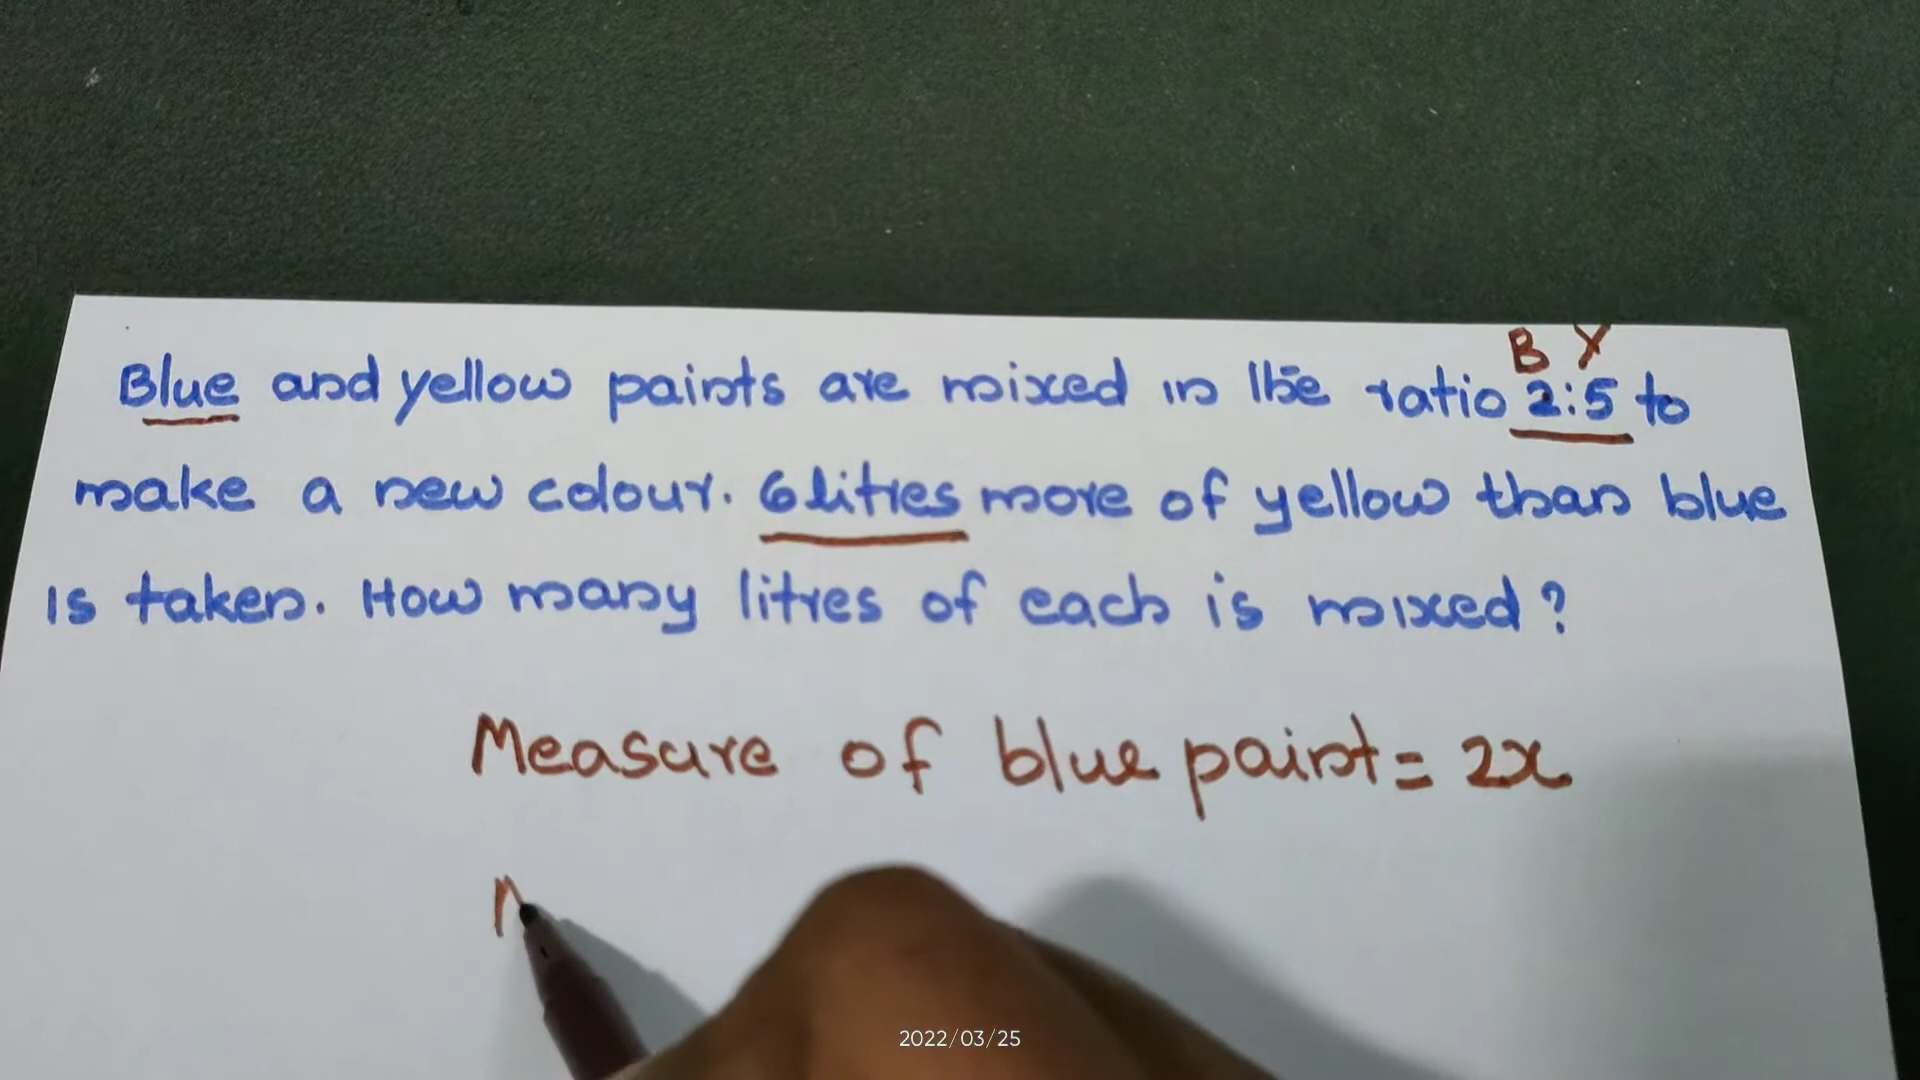 B Y
Blue and yellow paints are mixed in the ratio 2:5 to
make a new colour. 6 litres more of yellow than blue
is taken. How many litres of each is mixed?
Measure of blue paint = 2x
2022/03/25